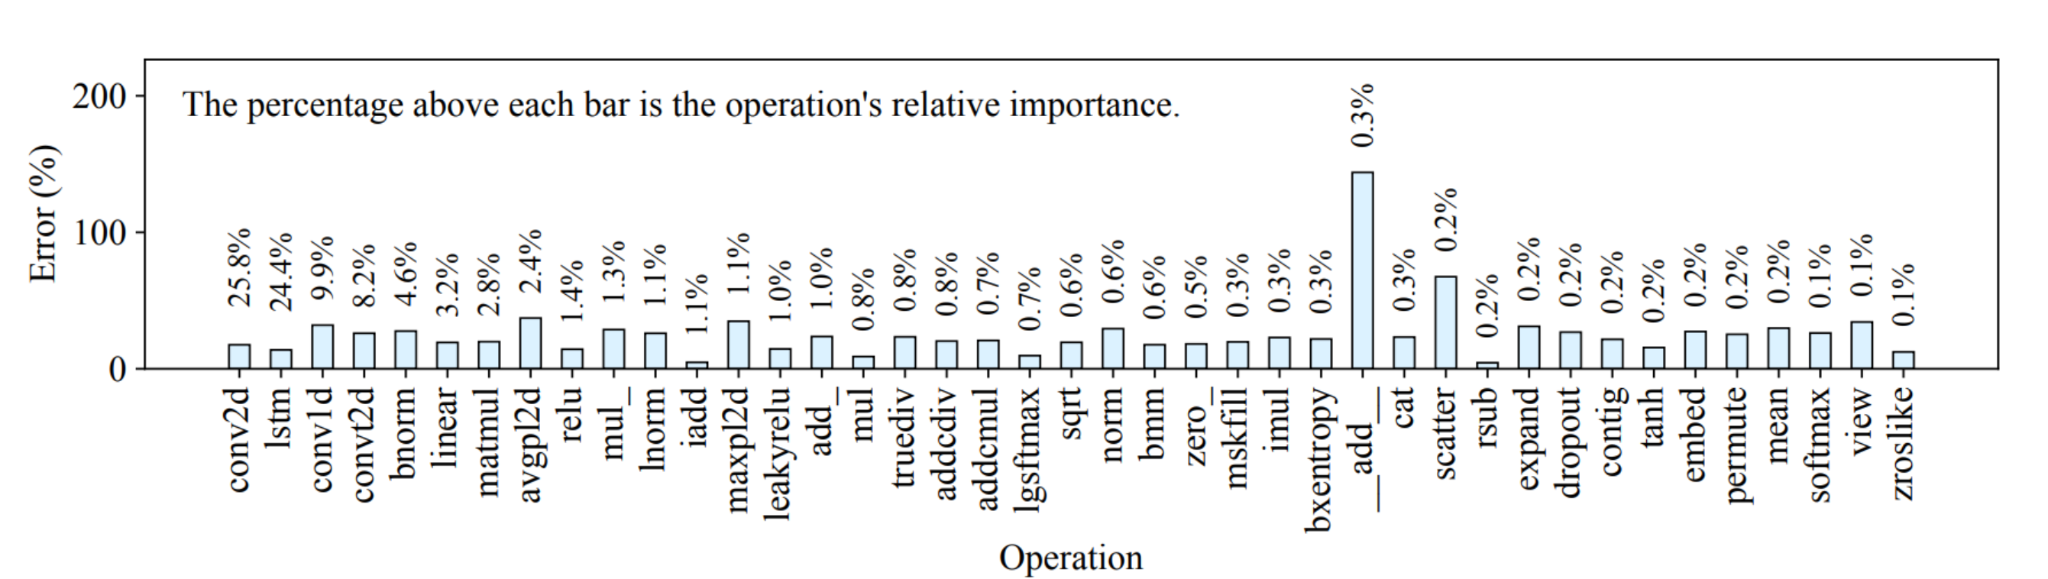 200
The percentage above each bar is the operation's relative importance.
Error (%)
100
0
25.8%
24.4%
9.9%
8.2%
4.6%
3.2%
2.8%
2.4%
1.4%
1.3%
1.1%
1.1%
1.1%
1.0%
1.0%
0.8%
0.8%
0.8%
0.7%
0.7%
0.6%
0.6%
0.6%
0.5%
0.3%
0.3%
0.3%
0.3%
0.3%
0.2%
0.2%
0.2%
0.2%
0.2%
0.2%
0.2%
0.2%
0.2%
0.1%
0.1%
0.1%
conv2d
lstm
conv1d
convt2d
bnorm
linear
matmul
avgpl2d
relu
mul_
lnorm
iadd
maxpl2d
leakyrelu
add_
mul
truediv
addcdiv
addcmul
lgsftmax
sqrt
norm
bmm
zero_
mskfill
imul
bxentropy
__add__
cat
scatter
rsub
expand
dropout
contig
tanh
embed
permute
mean
softmax
view
zroslike
Operation